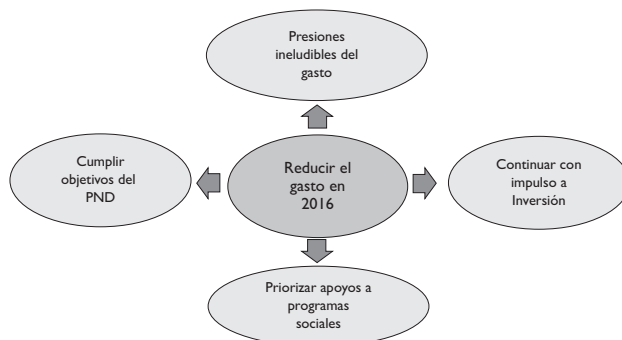 Presiones
ineludibles del
gasto
Cumplir
objetivos del
PND
Reducir el
gasto en
2016
Continuar con
impulso a
Inversión
Priorizar apoyos a
programas
sociales